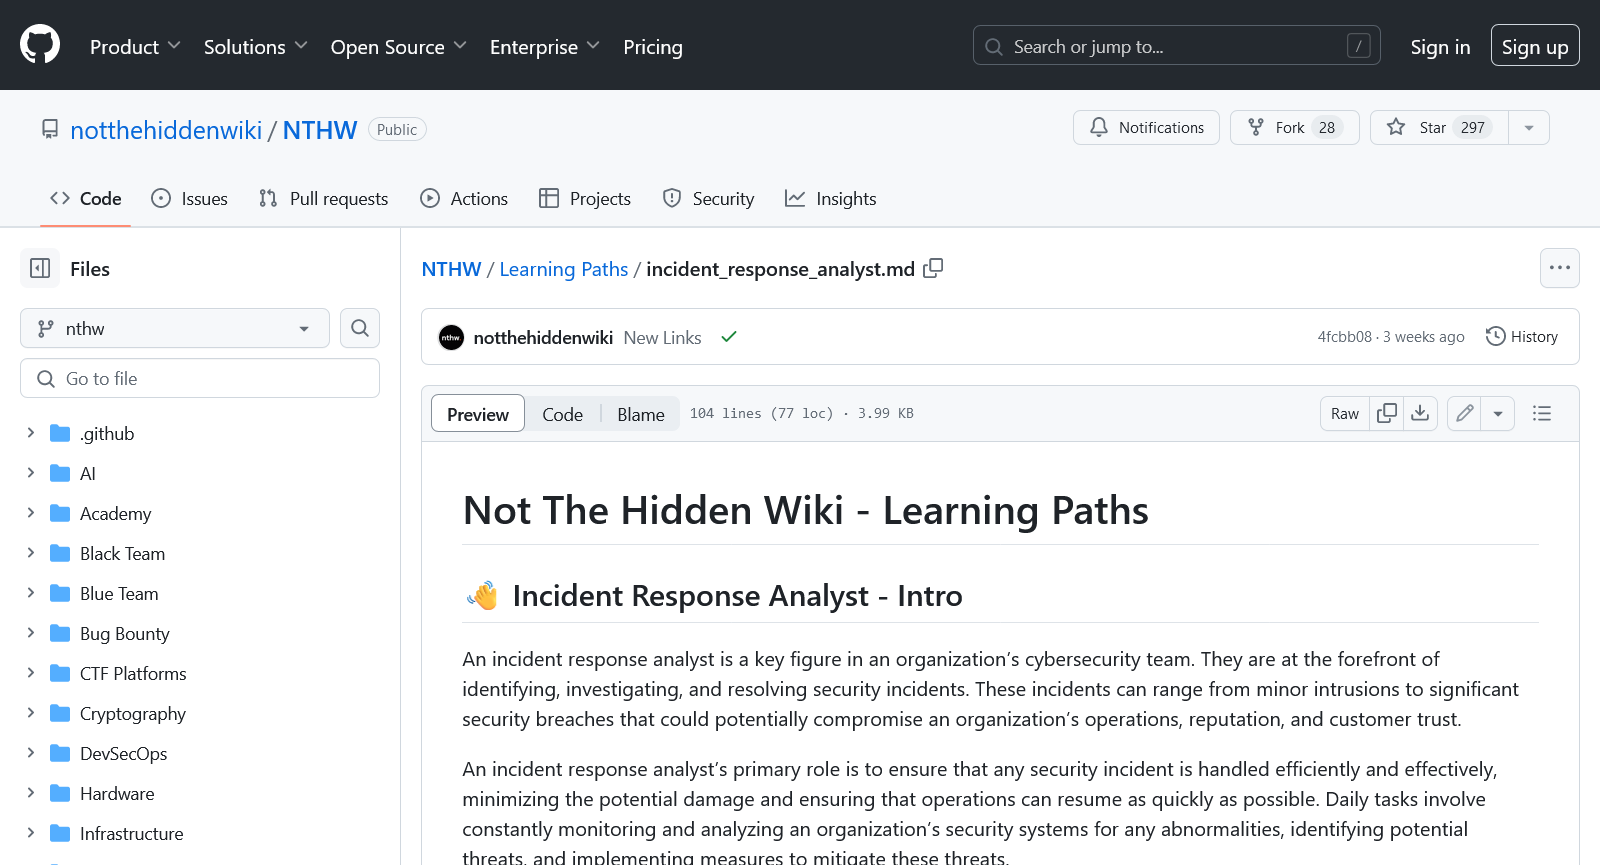 Product Solutions Open Source Enterprise Pricing Search or jump to... / Sign in Sign up
notthehiddenwiki / NTHW Public Notifications Fork 28 Star 297
Code Issues Pull requests Actions Projects Security Insights
Files
nthw
Go to file
.github
AI
Academy
Black Team
Blue Team
Bug Bounty
CTF Platforms
Cryptography
DevSecOps
Hardware
Infrastructure
NTHW / Learning Paths / incident_response_analyst.md
nthw notthehiddenwiki New Links 4fcbb08 · 3 weeks ago History
Preview Code Blame 104 lines (77 loc) · 3.99 KB Raw
Not The Hidden Wiki - Learning Paths
👋 Incident Response Analyst - Intro
An incident response analyst is a key figure in an organization’s cybersecurity team. They are at the forefront of
identifying, investigating, and resolving security incidents. These incidents can range from minor intrusions to significant
security breaches that could potentially compromise an organization’s operations, reputation, and customer trust.
An incident response analyst’s primary role is to ensure that any security incident is handled efficiently and effectively,
minimizing the potential damage and ensuring that operations can resume as quickly as possible. Daily tasks involve
constantly monitoring and analyzing an organization’s security systems for any abnormalities, identifying potential
threats, and implementing measures to mitigate these threats.